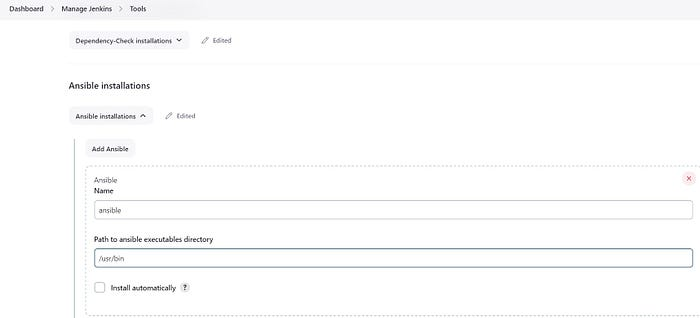 Dashboard > Manage Jenkins > Tools
Dependency-Check installations Edited
Ansible installations
Ansible installations Edited
Add Ansible
Ansible
Name
ansible
Path to ansible executables directory
/usr/bin
Install automatically ?